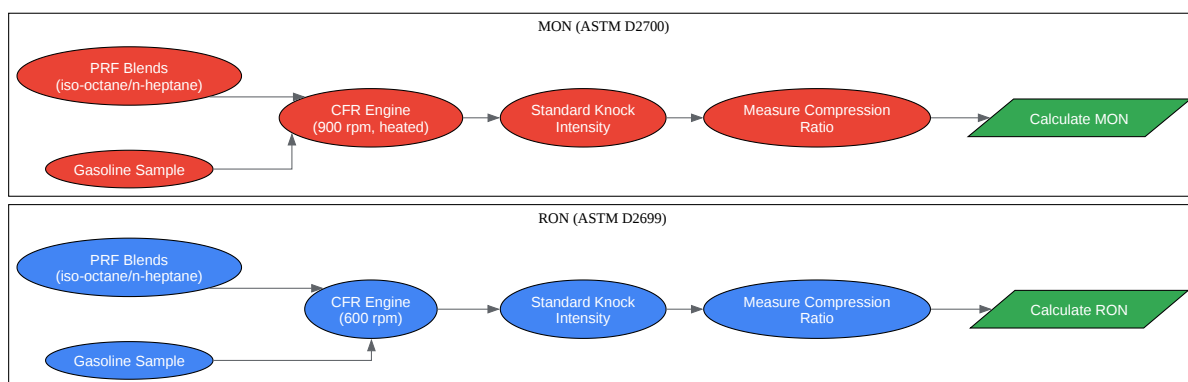 MON (ASTM D2700)
PRF Blends
(iso-octane/n-heptane)
CFR Engine
(900 rpm, heated)
Standard Knock
Intensity
Measure Compression
Ratio
Calculate MON
Gasoline Sample
RON (ASTM D2699)
PRF Blends
(iso-octane/n-heptane)
CFR Engine
(600 rpm)
Standard Knock
Intensity
Measure Compression
Ratio
Calculate RON
Gasoline Sample